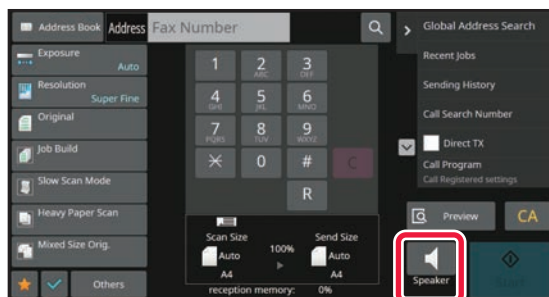 Address Book
Address
Fax Number
Global Address Search
Exposure
Auto
Resolution
Super Fine
Original
Job Build
Slow Scan Mode
Heavy Paper Scan
Mixed Size Orig.
Others
1
2
ABC
3
DEF
4
GHI
5
JKL
6
MNO
7
PQRS
8
TUV
9
WXYZ
0
#
C
R
Scan Size
Auto
A4
100%
Send Size
Auto
A4
reception memory: 0%
Recent Jobs
Sending History
Call Search Number
Direct TX
Call Program
Call Registered settings
Preview
CA
Speaker
Start